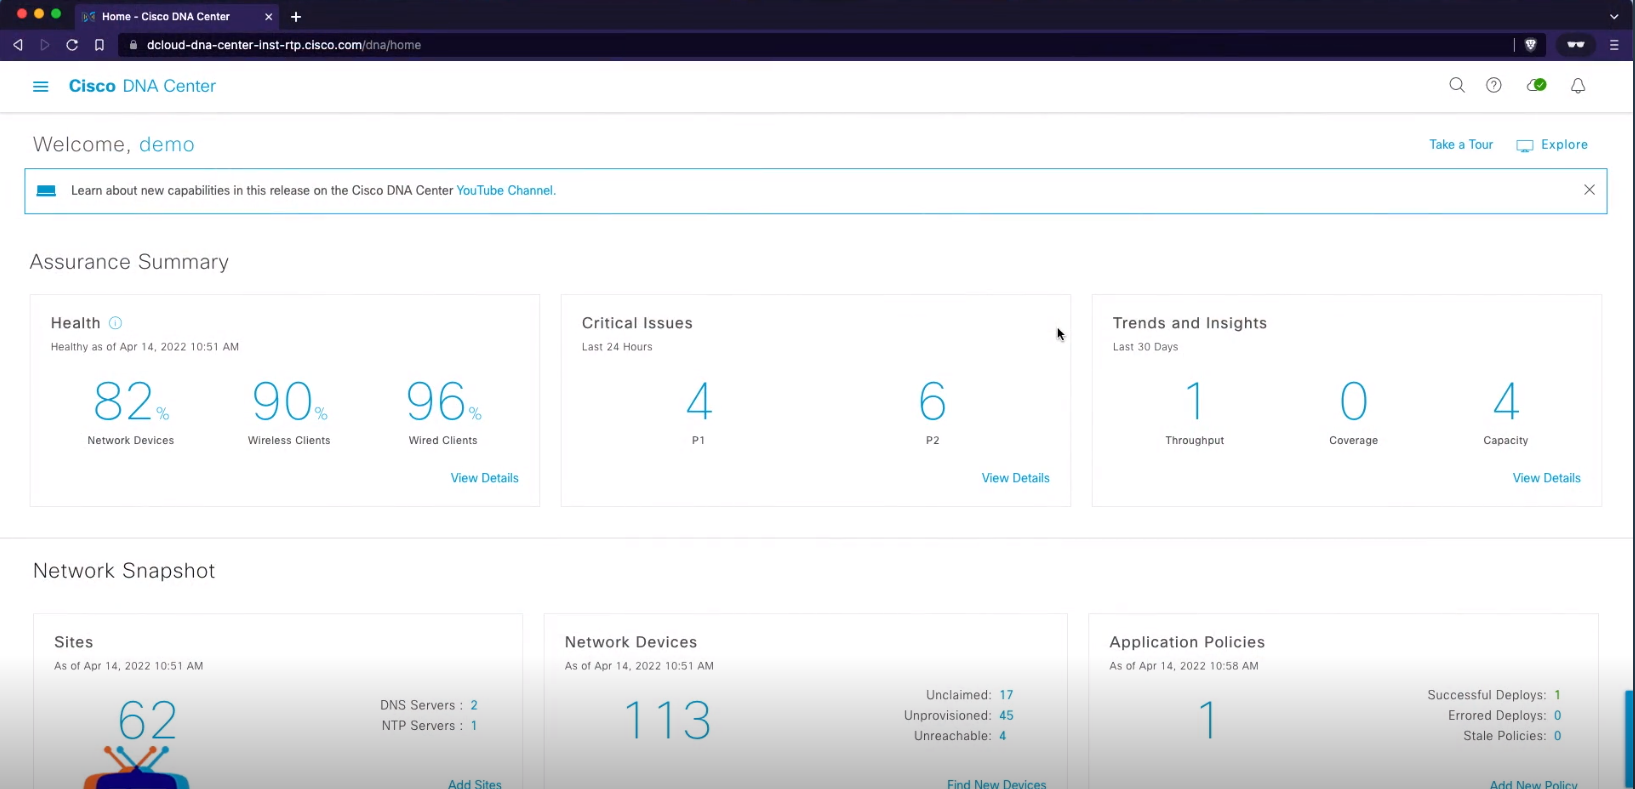 Home - Cisco DNA Center
dcloud-dna-center-inst-rtp.cisco.com/dna/home
Cisco DNA Center
Welcome, demo
Take a Tour
Explore
Learn about new capabilities in this release on the Cisco DNA Center YouTube Channel.
Assurance Summary
Health
Healthy as of Apr 14, 2022 10:51 AM
82% 90% 96%
Network Devices Wireless Clients Wired Clients
View Details
Critical Issues
Last 24 Hours
4 6
P1 P2
View Details
Trends and Insights
Last 30 Days
1 0 4
Throughput Coverage Capacity
View Details
Network Snapshot
Sites
As of Apr 14, 2022 10:51 AM
62
DNS Servers : 2
NTP Servers : 1
Add Sites
Network Devices
As of Apr 14, 2022 10:51 AM
113
Unclaimed: 17
Unprovisioned: 45
Unreachable: 4
Find New Devices
Application Policies
As of Apr 14, 2022 10:58 AM
1
Successful Deploys: 1
Errored Deploys: 0
Stale Policies: 0
Add New Policy